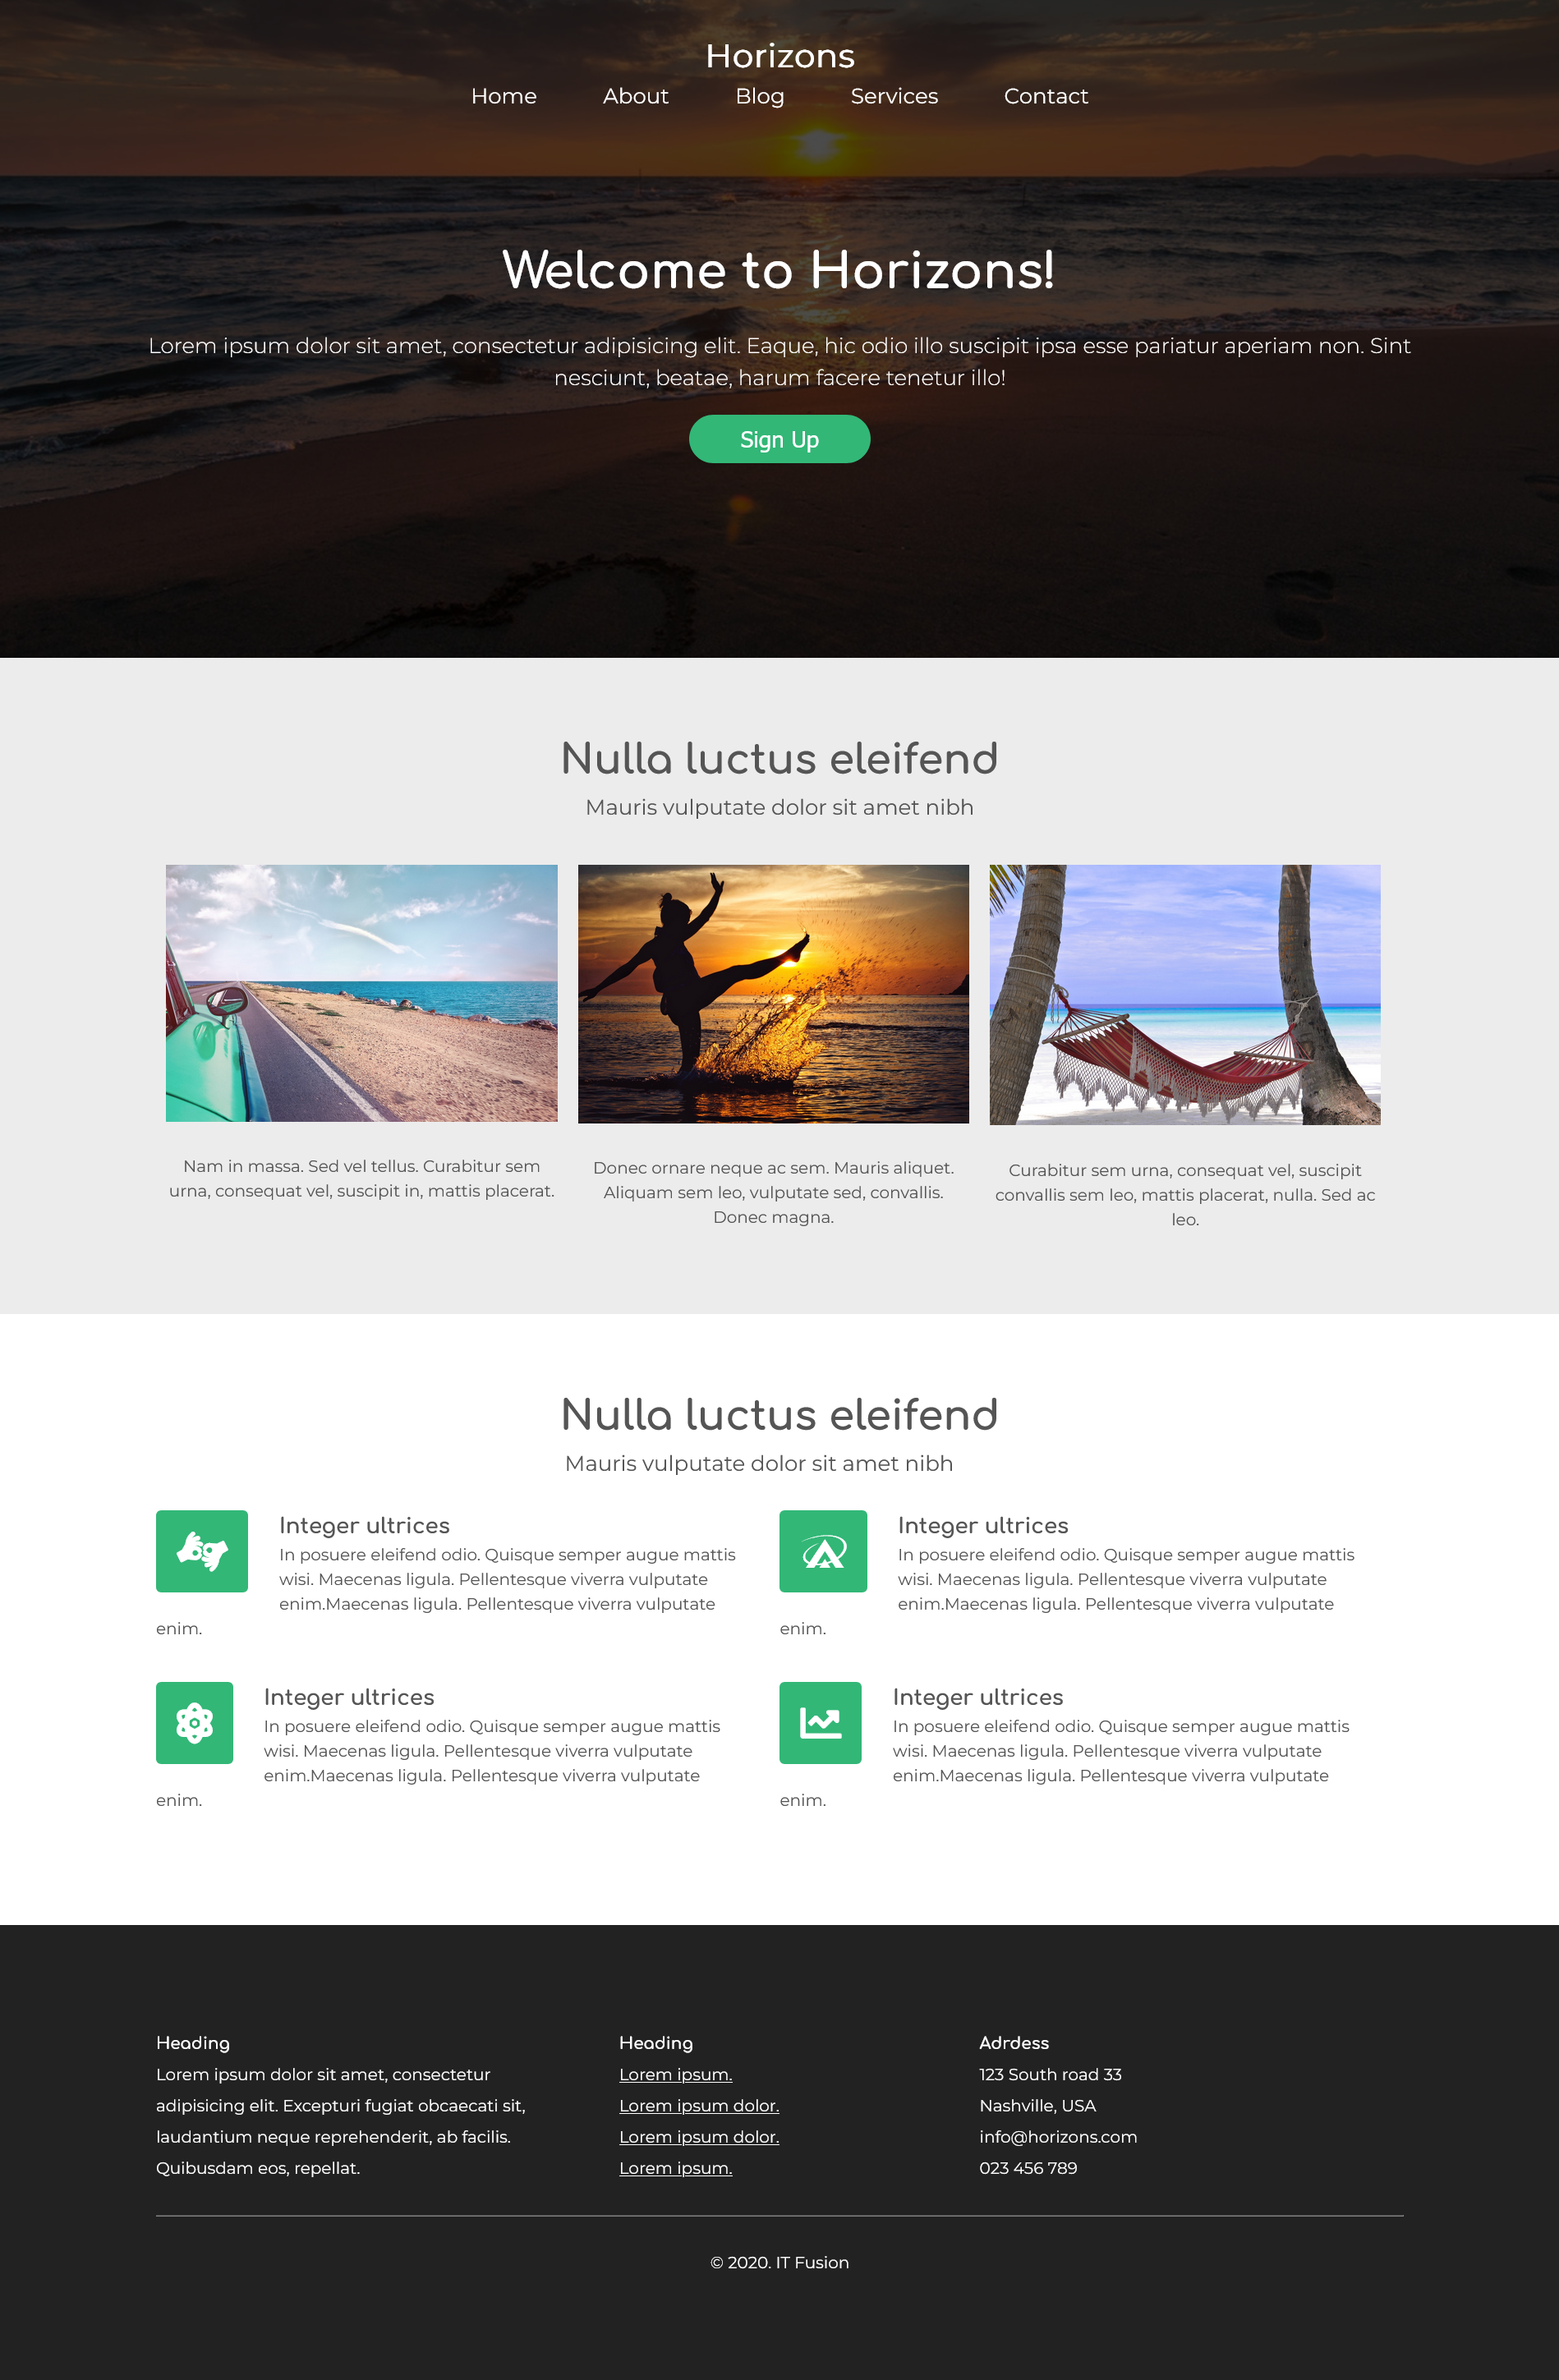 Horizons
Home About Blog Services Contact
Welcome to Horizons!
Lorem ipsum dolor sit amet, consectetur adipisicing elit. Eaque, hic odio illo suscipit ipsa esse pariatur aperiam non. Sint
nesciunt, beatae, harum facere tenetur illo!
Sign Up
Nulla luctus eleifend
Mauris vulputate dolor sit amet nibh
Nam in massa. Sed vel tellus. Curabitur sem
urna, consequat vel, suscipit in, mattis placerat.
Donec ornare neque ac sem. Mauris aliquet.
Aliquam sem leo, vulputate sed, convallis.
Donec magna.
Curabitur sem urna, consequat vel, suscipit
convallis sem leo, mattis placerat, nulla. Sed ac
leo.
Nulla luctus eleifend
Mauris vulputate dolor sit amet nibh
Integer ultrices
In posuere eleifend odio. Quisque semper augue mattis
wisi. Maecenas ligula. Pellentesque viverra vulputate
enim.Maecenas ligula. Pellentesque viverra vulputate
enim.
Integer ultrices
In posuere eleifend odio. Quisque semper augue mattis
wisi. Maecenas ligula. Pellentesque viverra vulputate
enim.Maecenas ligula. Pellentesque viverra vulputate
enim.
Integer ultrices
In posuere eleifend odio. Quisque semper augue mattis
wisi. Maecenas ligula. Pellentesque viverra vulputate
enim.Maecenas ligula. Pellentesque viverra vulputate
enim.
Integer ultrices
In posuere eleifend odio. Quisque semper augue mattis
wisi. Maecenas ligula. Pellentesque viverra vulputate
enim.Maecenas ligula. Pellentesque viverra vulputate
enim.
Heading
Lorem ipsum dolor sit amet, consectetur
adipisicing elit. Excepturi fugiat obcaecati sit,
laudantium neque reprehenderit, ab facilis.
Quibusdam eos, repellat.
Heading
Lorem ipsum.
Lorem ipsum dolor.
Lorem ipsum dolor.
Lorem ipsum.
Adrdess
123 South road 33
Nashville, USA
info@horizons.com
023 456 789
© 2020. IT Fusion